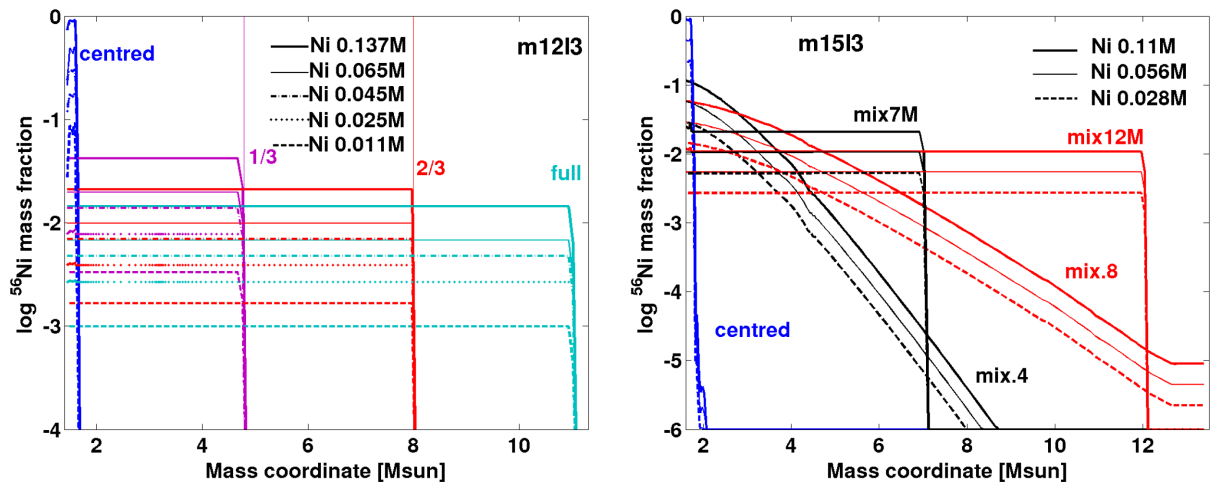 m12l3
centred
Ni 0.137M
Ni 0.065M
Ni 0.045M
Ni 0.025M
Ni 0.011M
1/3
2/3
full
0
-1
-2
-3
-4
log ⁵⁶Ni mass fraction
2 4 6 8 10
Mass coordinate [Msun]
m15l3
Ni 0.11M
Ni 0.056M
Ni 0.028M
mix7M
mix12M
mix.8
centred
mix.4
0
-1
-2
-3
-4
-5
-6
log ⁵⁶Ni mass fraction
2 4 6 8 10 12
Mass coordinate [Msun]